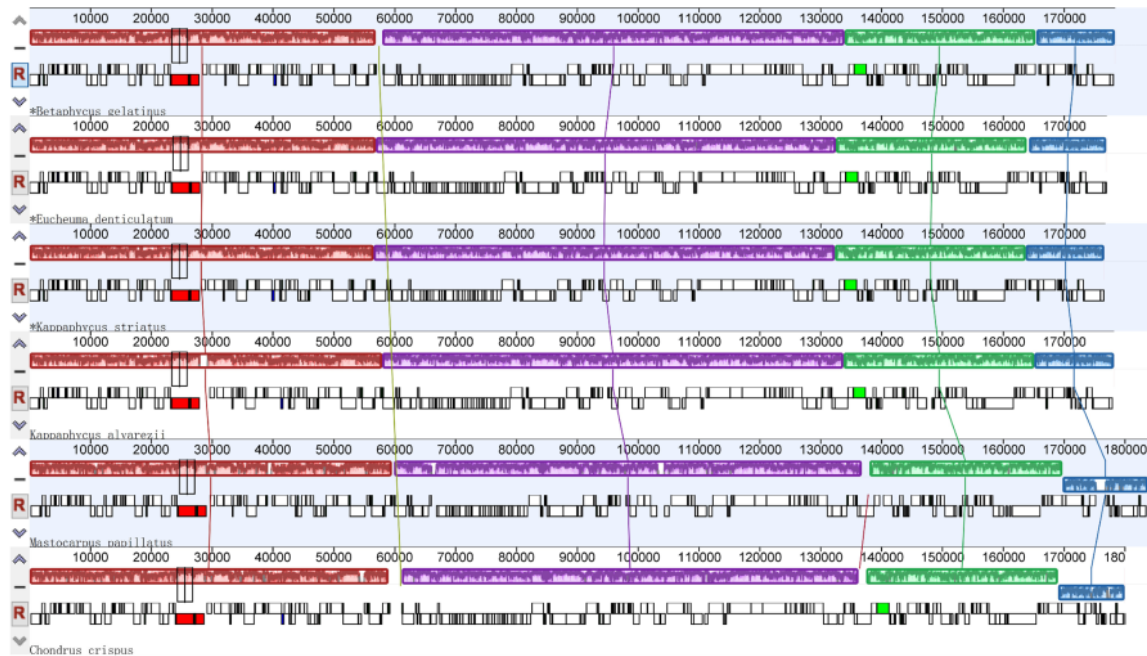 10000 20000 30000 40000 50000 60000 70000 80000 90000 100000 110000 120000 130000 140000 150000 160000 170000
R
*Betaphycus gelatinus
10000 20000 30000 40000 50000 60000 70000 80000 90000 100000 110000 120000 130000 140000 150000 160000 170000
R
*Eucheuma denticulatum
10000 20000 30000 40000 50000 60000 70000 80000 90000 100000 110000 120000 130000 140000 150000 160000 170000
R
*Kappaphycus striatus
10000 20000 30000 40000 50000 60000 70000 80000 90000 100000 110000 120000 130000 140000 150000 160000 170000
R
Kappaphycus alvarezii
10000 20000 30000 40000 50000 60000 70000 80000 90000 100000 110000 120000 130000 140000 150000 160000 170000 180000
R
Mastocarpus papillatus
10000 20000 30000 40000 50000 60000 70000 80000 90000 100000 110000 120000 130000 140000 150000 160000 170000 180
R
Chondrus crispus